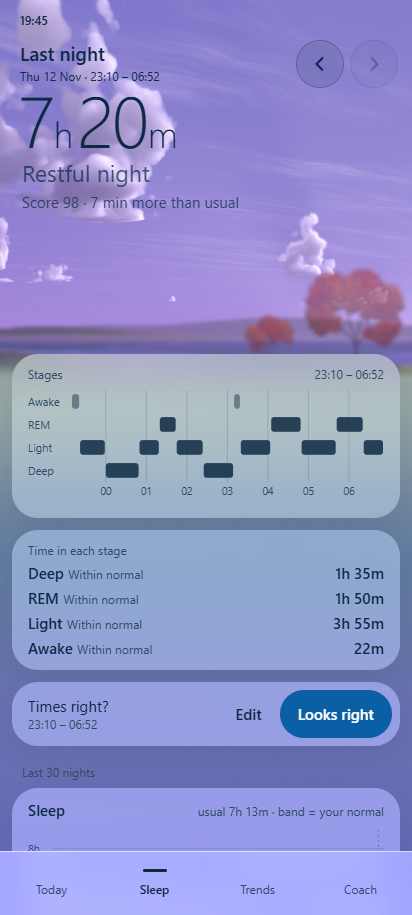 19:45
Last night
Thu 12 Nov · 23:10 – 06:52
7h 20m
Restful night
Score 98 · 7 min more than usual
Stages 23:10 – 06:52
Awake
REM
Light
Deep
00 01 02 03 04 05 06
Time in each stage
Deep Within normal 1h 35m
REM Within normal 1h 50m
Light Within normal 3h 55m
Awake Within normal 22m
Times right?
23:10 – 06:52
Edit Looks right
Last 30 nights
Sleep usual 7h 13m · band = your normal
8h
Today Sleep Trends Coach